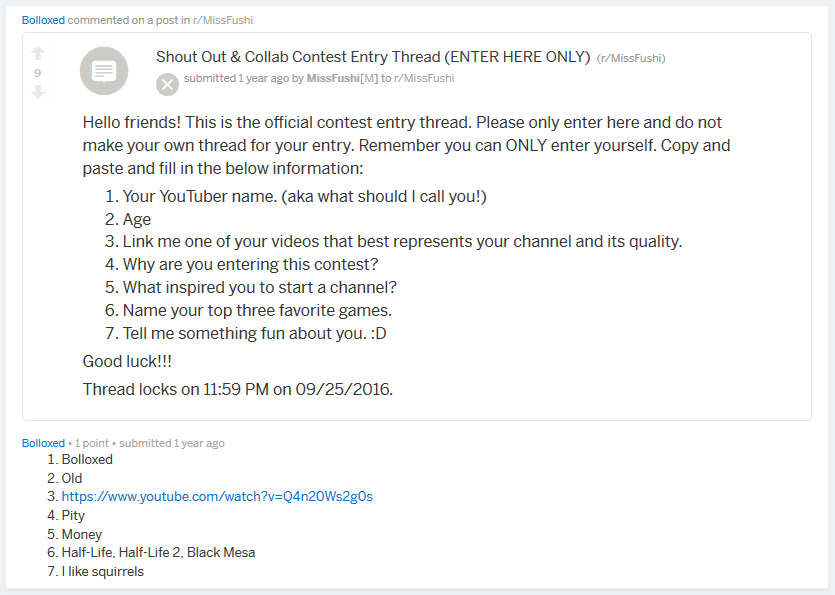 Bolloxed commented on a post in r/MissFushi
9
Shout Out & Collab Contest Entry Thread (ENTER HERE ONLY) (r/MissFushi)
submitted 1 year ago by MissFushi[M] to r/MissFushi
Hello friends! This is the official contest entry thread. Please only enter here and do not
make your own thread for your entry. Remember you can ONLY enter yourself. Copy and
paste and fill in the below information:
1. Your YouTuber name. (aka what should I call you!)
2. Age
3. Link me one of your videos that best represents your channel and its quality.
4. Why are you entering this contest?
5. What inspired you to start a channel?
6. Name your top three favorite games.
7. Tell me something fun about you. :D
Good luck!!!
Thread locks on 11:59 PM on 09/25/2016.
Bolloxed • 1 point • submitted 1 year ago
1. Bolloxed
2. Old
3. https://www.youtube.com/watch?v=Q4n20Ws2g0s
4. Pity
5. Money
6. Half-Life, Half-Life 2, Black Mesa
7. I like squirrels